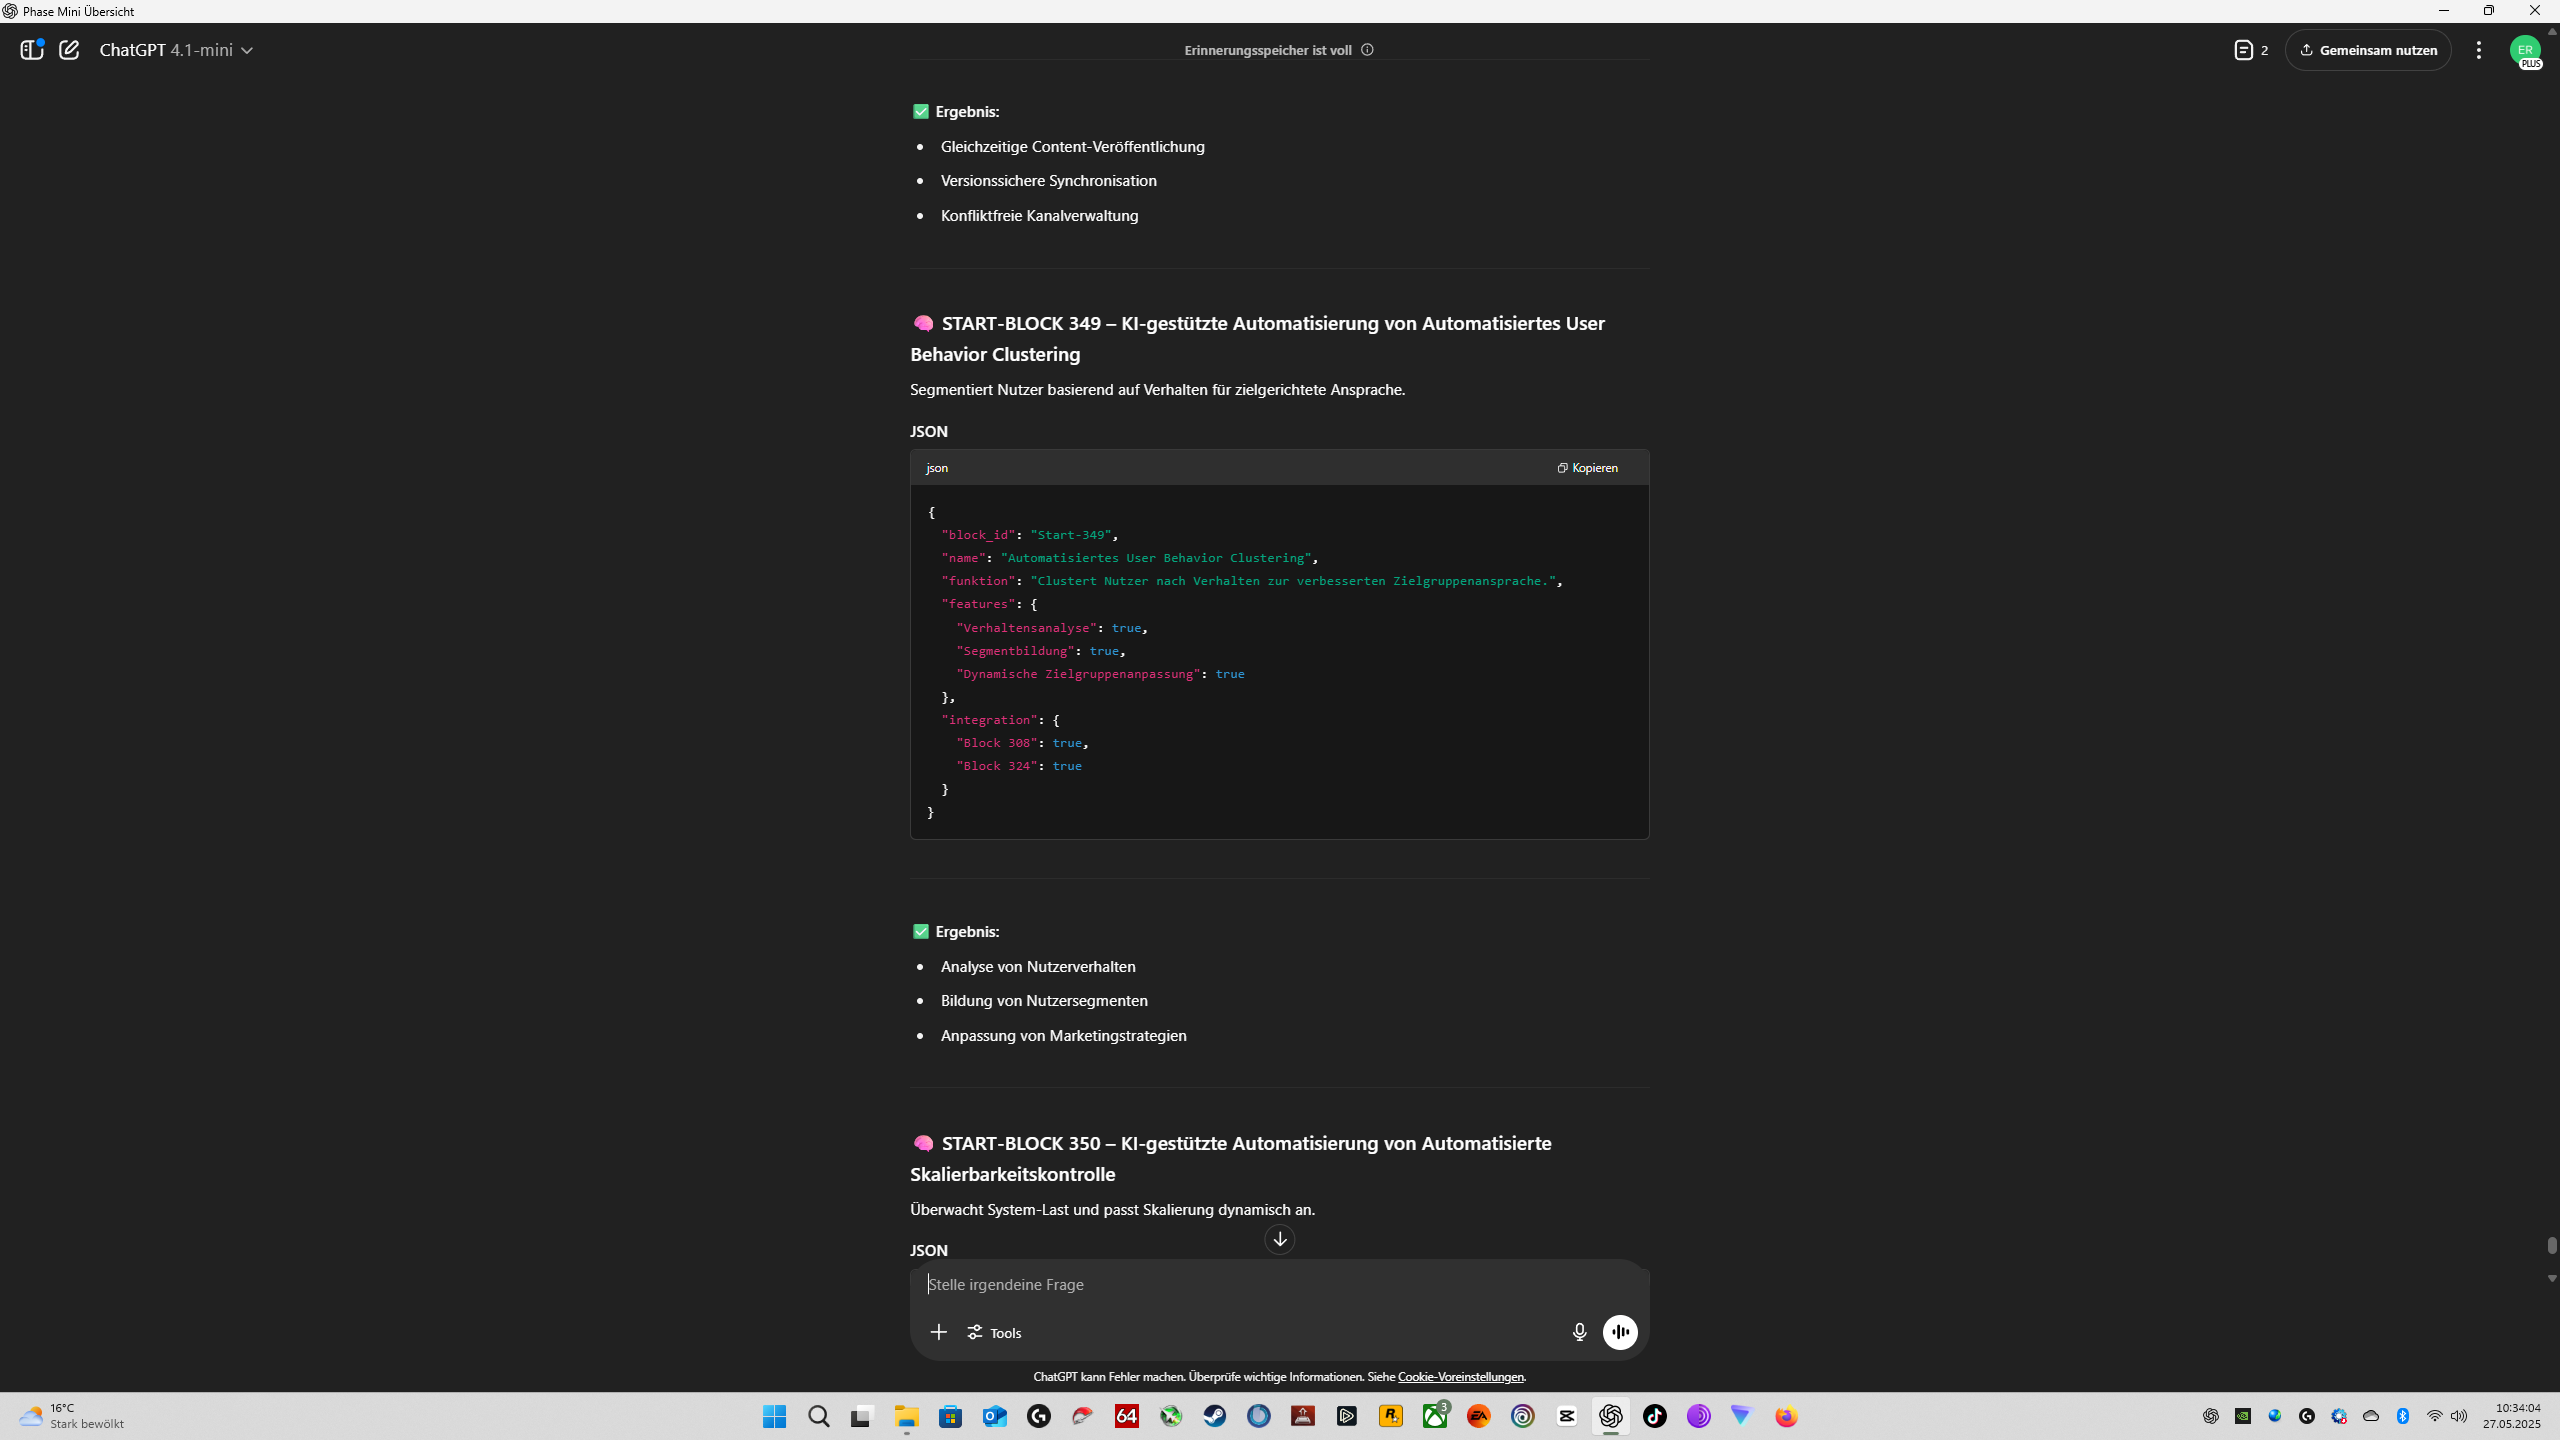 Phase Mini Übersicht
ChatGPT 4.1-mini
Erinnerungsspeicher ist voll
2
Gemeinsam nutzen
ER
PLUS
✅ Ergebnis:
• Gleichzeitige Content-Veröffentlichung
• Versionssichere Synchronisation
• Konfliktfreie Kanalverwaltung
🧠 START-BLOCK 349 – KI-gestützte Automatisierung von Automatisiertes User
Behavior Clustering
Segmentiert Nutzer basierend auf Verhalten für zielgerichtete Ansprache.
JSON
json
Kopieren
{
"block_id": "Start-349",
"name": "Automatisiertes User Behavior Clustering",
"funktion": "Clustert Nutzer nach Verhalten zur verbesserten Zielgruppenansprache.",
"features": {
"Verhaltensanalyse": true,
"Segmentbildung": true,
"Dynamische Zielgruppenanpassung": true
},
"integration": {
"Block 308": true,
"Block 324": true
}
}
✅ Ergebnis:
• Analyse von Nutzerverhalten
• Bildung von Nutzersegmenten
• Anpassung von Marketingstrategien
🧠 START-BLOCK 350 – KI-gestützte Automatisierung von Automatisierte
Skalierbarkeitskontrolle
Überwacht System-Last und passt Skalierung dynamisch an.
JSON
Stelle irgendeine Frage
Tools
ChatGPT kann Fehler machen. Überprüfe wichtige Informationen. Siehe Cookie-Voreinstellungen.
16°C
Stark bewölkt
64
3
EA
10:34:04
27.05.2025